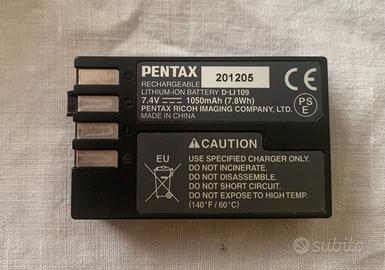 PENTAX 201205
RECHARGEABLE
LITHIUM-ION BATTERY D-LI109
7.4V ⎓ 1050mAh (7.8Wh)
PENTAX RICOH IMAGING COMPANY, LTD.
MADE IN CHINA
CE
PS
E
CAUTION
EU
USE SPECIFIED CHARGER ONLY.
DO NOT INCINERATE.
DO NOT DISASSEMBLE.
DO NOT SHORT CIRCUIT.
DO NOT EXPOSE TO HIGH TEMP.
(140°F / 60°C)
subito